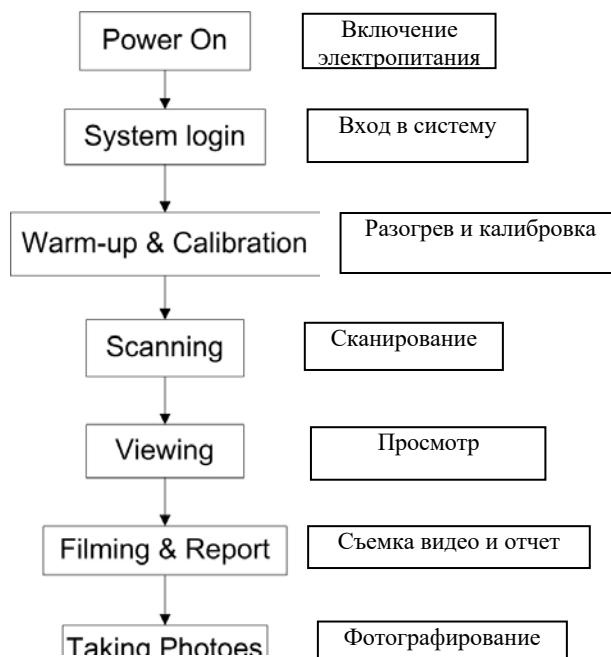 Power On
Включение
электропитания
System login
Вход в систему
Warm-up & Calibration
Разогрев и калибровка
Scanning
Сканирование
Viewing
Просмотр
Filming & Report
Съемка видео и отчет
Taking Photoes
Фотографирование